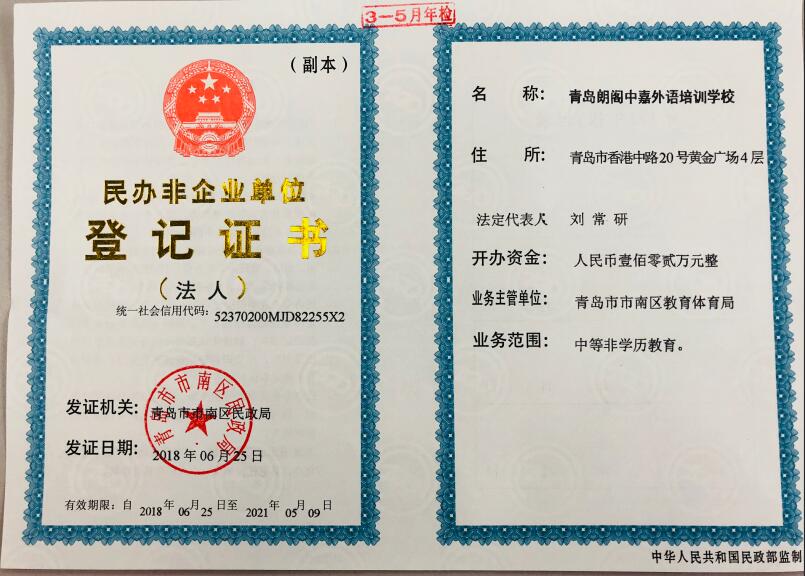 3—5月年检
（副本）
民办非企业单位
登记证书
（法人）
统一社会信用代码：52370200MJD82255X2
发证机关：青岛市市南区民政局
青岛市市南区民政局
发证日期：2018年06月25日
有效期限：自2018年06月25日至2021年05月09日
名称：青岛朗阁中嘉外语培训学校
住所：青岛市香港中路20号黄金广场4层
法定代表人 刘常研
开办资金：人民币壹佰零贰万元整
业务主管单位：青岛市市南区教育体育局
业务范围：中等非学历教育。
中华人民共和国民政部监制